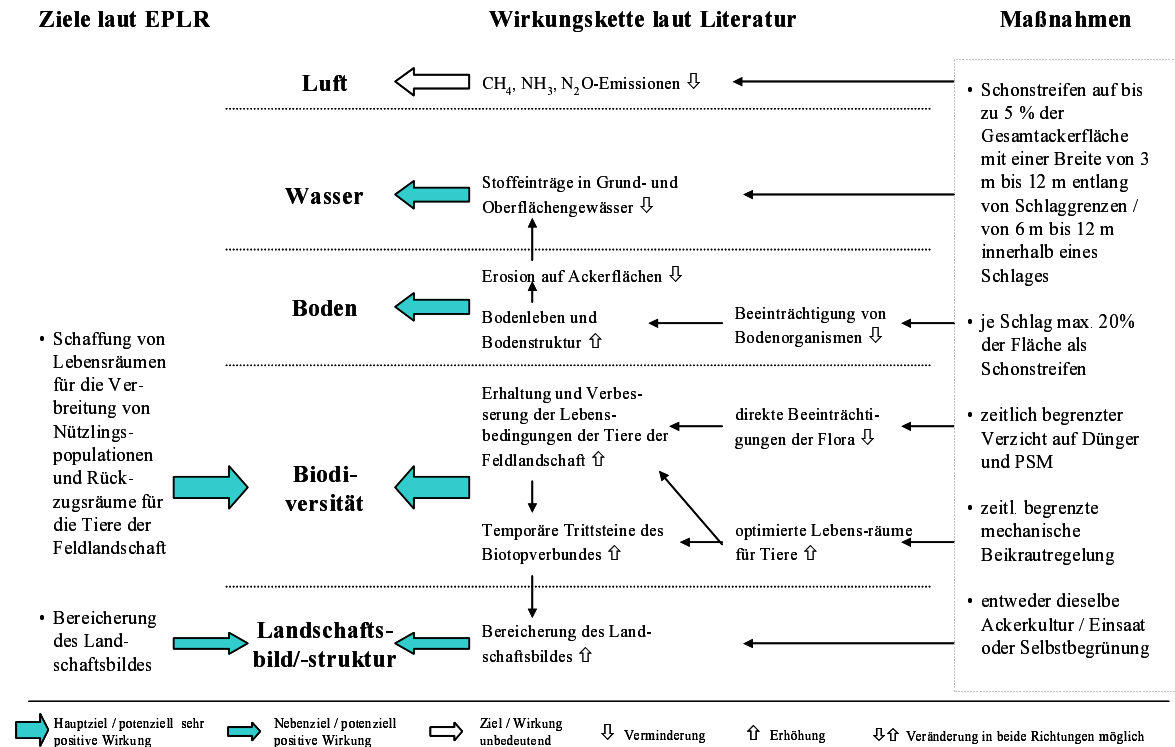 Ziele laut EPLR
Wirkungskette laut Literatur
Maßnahmen
Luft
CH₄, NH₃, N₂O-Emissionen ⇩
Wasser
Stoffeinträge in Grund- und
Oberflächengewässer ⇩
Boden
Erosion auf Ackerflächen ⇩
Bodenleben und
Bodenstruktur ⇧
Beeinträchtigung von
Bodenorganismen ⇩
• Schaffung von
Lebensräumen
für die Ver-
breitung von
Nützlings-
populationen
und Rück-
zugsräume für
die Tiere der
Feldlandschaft
Biodi-
versität
Erhaltung und Verbes-
serung der Lebens-
bedingungen der Tiere der
Feldlandschaft ⇧
direkte Beeinträchti-
gungen der Flora ⇩
Temporäre Trittsteine des
Biotopverbundes ⇧
optimierte Lebens-räume
für Tiere ⇧
• Bereicherung
des Land-
schaftsbildes
Landschafts-
bild/-struktur
Bereicherung des Land-
schaftsbildes ⇧
• Schonstreifen auf bis
zu 5 % der
Gesamtackerfläche
mit einer Breite von 3
m bis 12 m entlang
von Schlaggrenzen /
von 6 m bis 12 m
innerhalb eines
Schlages
• je Schlag max. 20%
der Fläche als
Schonstreifen
• zeitlich begrenzter
Verzicht auf Dünger
und PSM
• zeitl. begrenzte
mechanische
Beikrautregelung
• entweder dieselbe
Ackerkultur / Einsaat
oder Selbstbegrünung
Hauptziel / potenziell sehr
positive Wirkung
Nebenziel / potenziell
positive Wirkung
Ziel / Wirkung
unbedeutend
⇩ Verminderung
⇧ Erhöhung
⇩⇧ Veränderung in beide Richtungen möglich